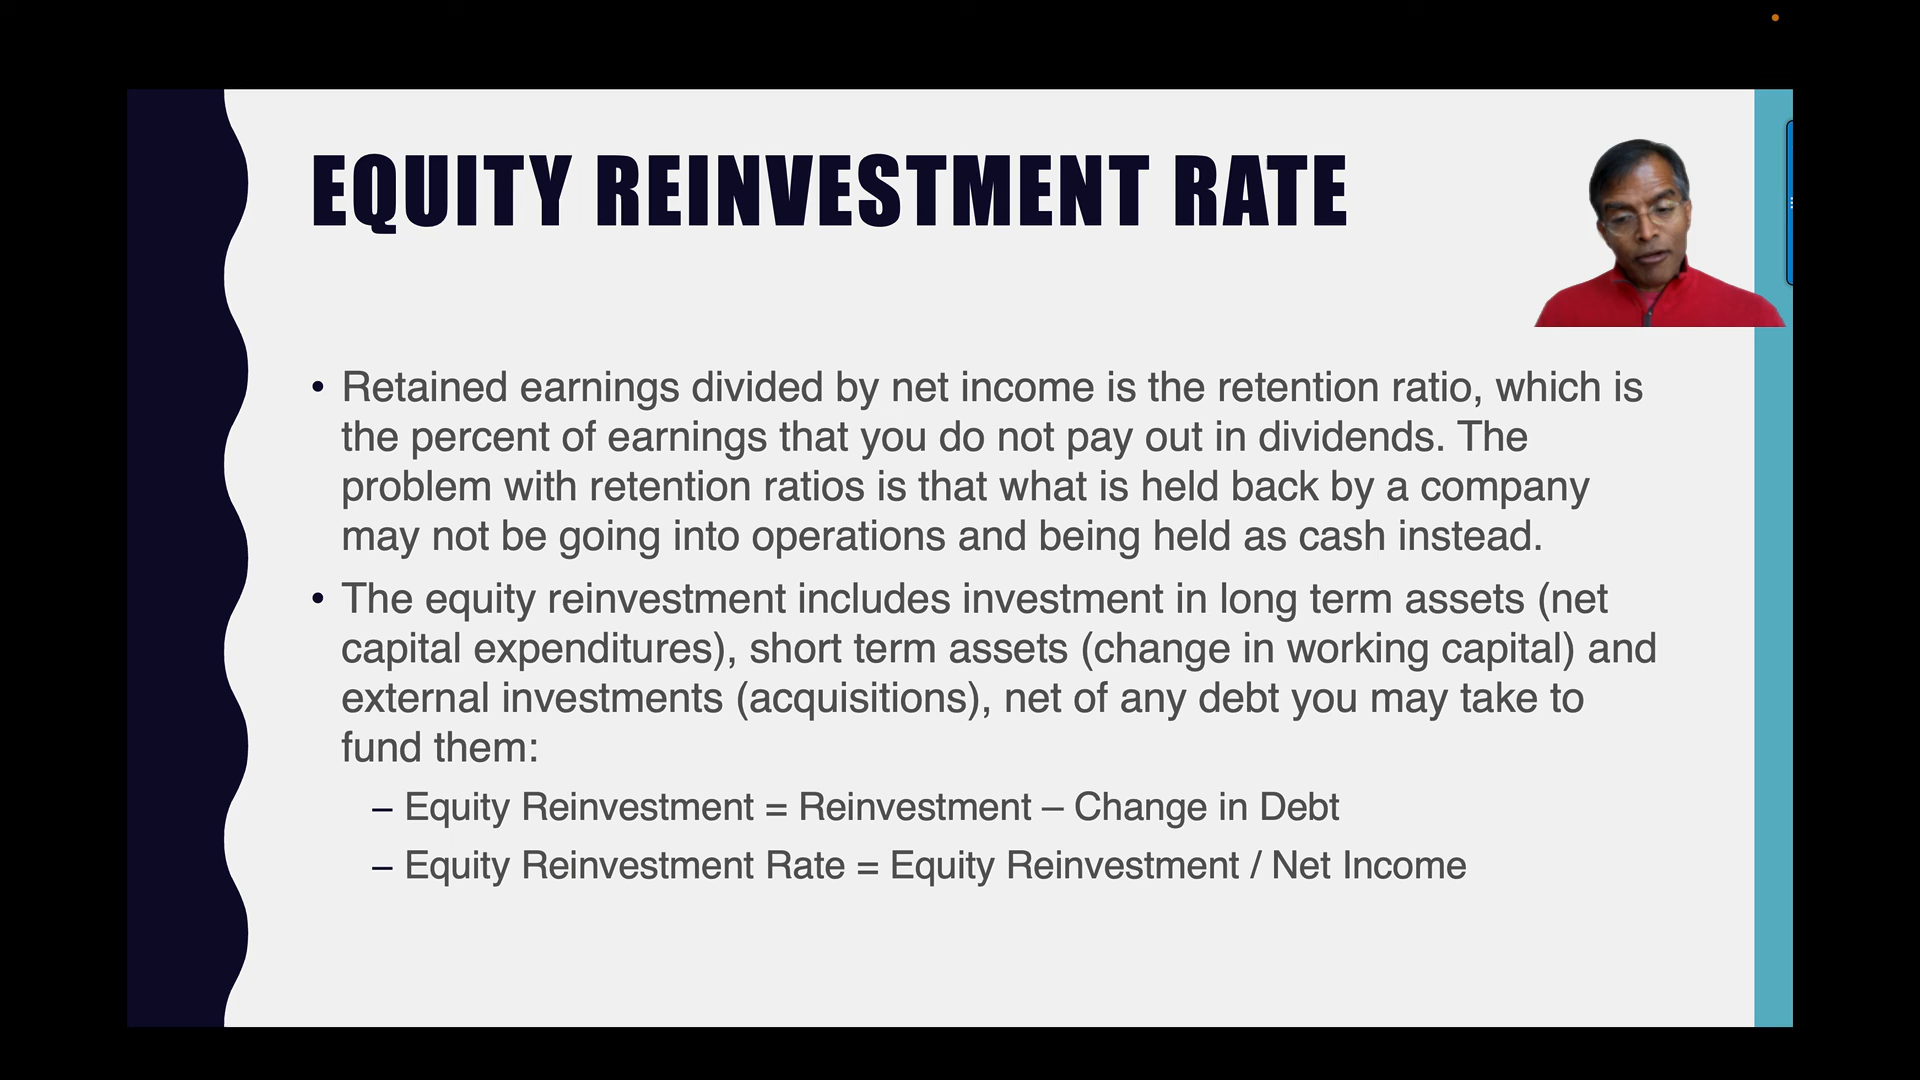 EQUITY REINVESTMENT RATE
• Retained earnings divided by net income is the retention ratio, which is
the percent of earnings that you do not pay out in dividends. The
problem with retention ratios is that what is held back by a company
may not be going into operations and being held as cash instead.
• The equity reinvestment includes investment in long term assets (net
capital expenditures), short term assets (change in working capital) and
external investments (acquisitions), net of any debt you may take to
fund them:
– Equity Reinvestment = Reinvestment – Change in Debt
– Equity Reinvestment Rate = Equity Reinvestment / Net Income